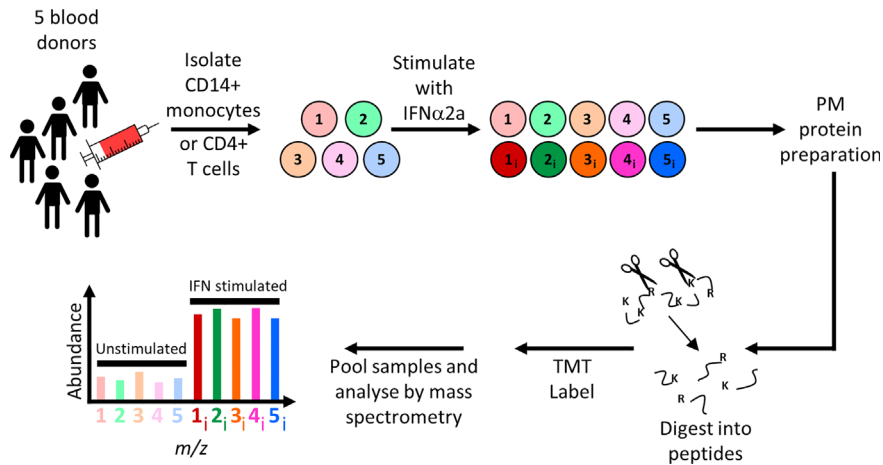 5 blood
donors
Isolate
CD14+
monocytes
or CD4+
T cells
1 2
3 4 5
Stimulate
with
IFNα2a
1 2 3 4 5
1i 2i 3i 4i 5i
PM
protein
preparation
K R
R K K
K
R
K K
R
Digest into
peptides
TMT
Label
Pool samples and
analyse by mass
spectrometry
IFN stimulated
Unstimulated
Abundance
1 2 3 4 5 1i 2i 3i 4i 5i
m/z